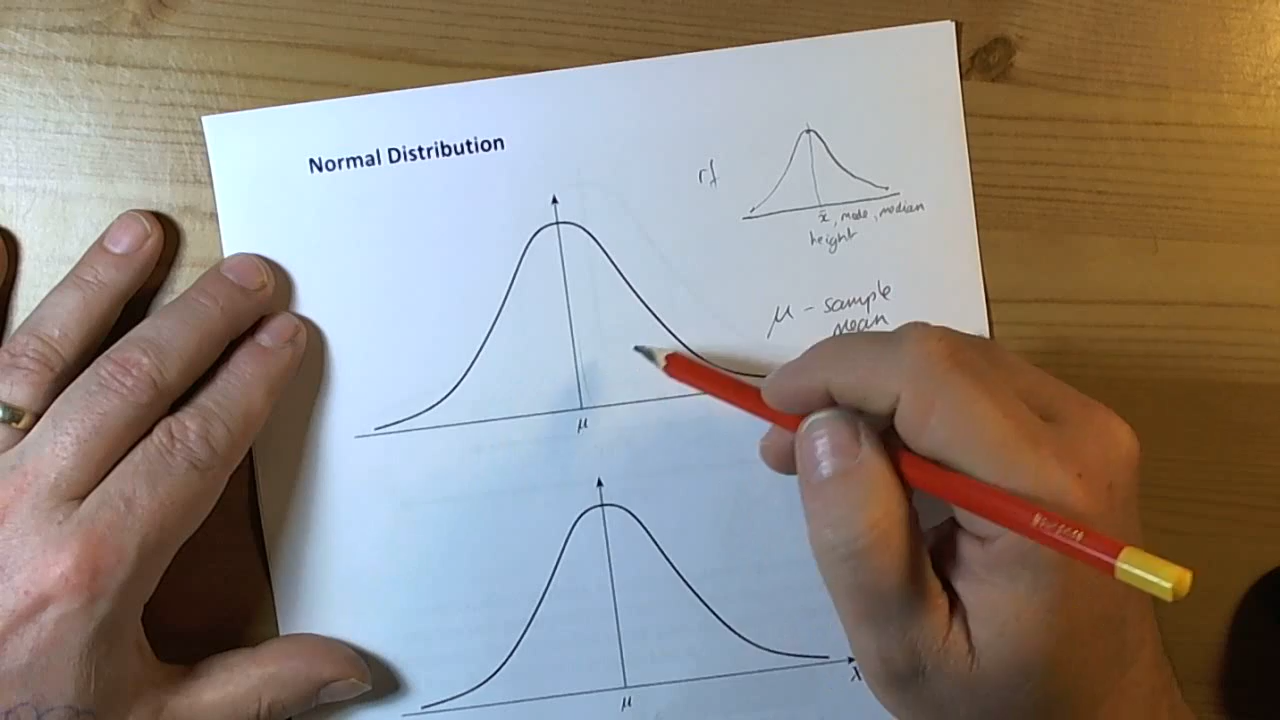 Normal Distribution
rf
x̄, mode, median
height
μ - sample
mean
μ
μ